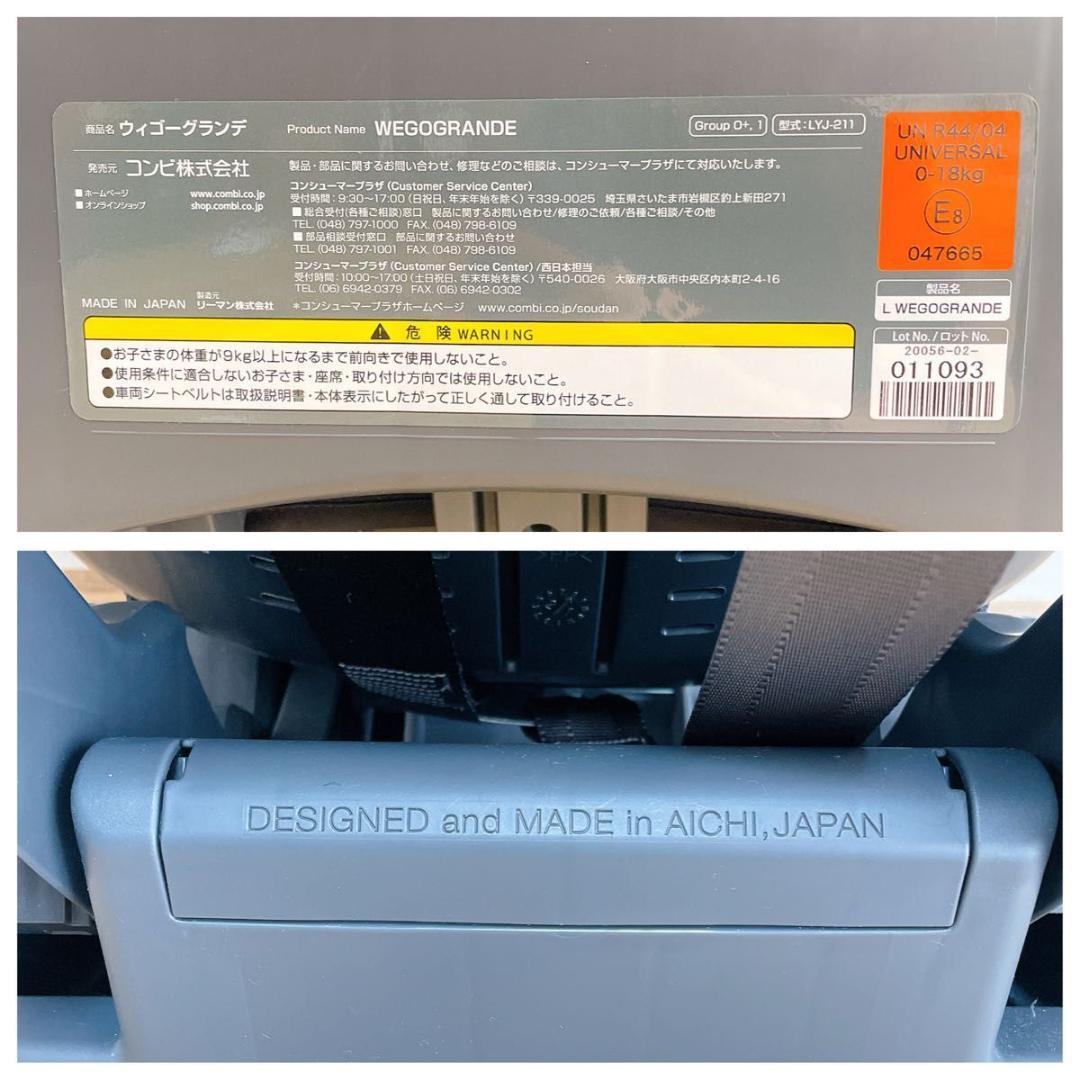 商品名 ウィゴーグランデ Product Name WEGOGRANDE Group 0+, 1 型式:LYJ-211
発売元 コンビ株式会社
■ホームページ www.combi.co.jp
■オンラインショップ shop.combi.co.jp
製品・部品に関するお問い合わせ、修理などのご相談は、コンシューマープラザにて対応いたします。
コンシューマープラザ (Customer Service Center)
受付時間:9:30~17:00 (日祝日、年末年始を除く) 〒339-0025 埼玉県さいたま市岩槻区釣上新田271
■総合受付(各種ご相談)窓口 製品に関するお問い合わせ/修理のご依頼/各種ご相談/その他
TEL. (048) 797-1000 FAX. (048) 798-6109
■部品相談受付窓口 部品に関するお問い合わせ
TEL. (048) 797-1001 FAX. (048) 798-6109
コンシューマープラザ (Customer Service Center) /西日本担当
受付時間:10:00~17:00 (土日祝日、年末年始を除く) 〒540-0026 大阪府大阪市中央区内本町2-4-16
TEL. (06) 6942-0379 FAX. (06) 6942-0302
MADE IN JAPAN 製造元 リーマン株式会社 *コンシューマープラザホームページ www.combi.co.jp/soudan
危険 WARNING
●お子さまの体重が9kg以上になるまで前向きで使用しないこと。
●使用条件に適合しないお子さま・座席・取り付け方向では使用しないこと。
●車両シートベルトは取扱説明書・本体表示にしたがって正しく通して取り付けること。
UN R44/04
UNIVERSAL
0-18kg
E8
047665
製品名
L WEGOGRANDE
Lot No. / ロット No.
20056-02-
011093
>PP<
DESIGNED and MADE in AICHI, JAPAN